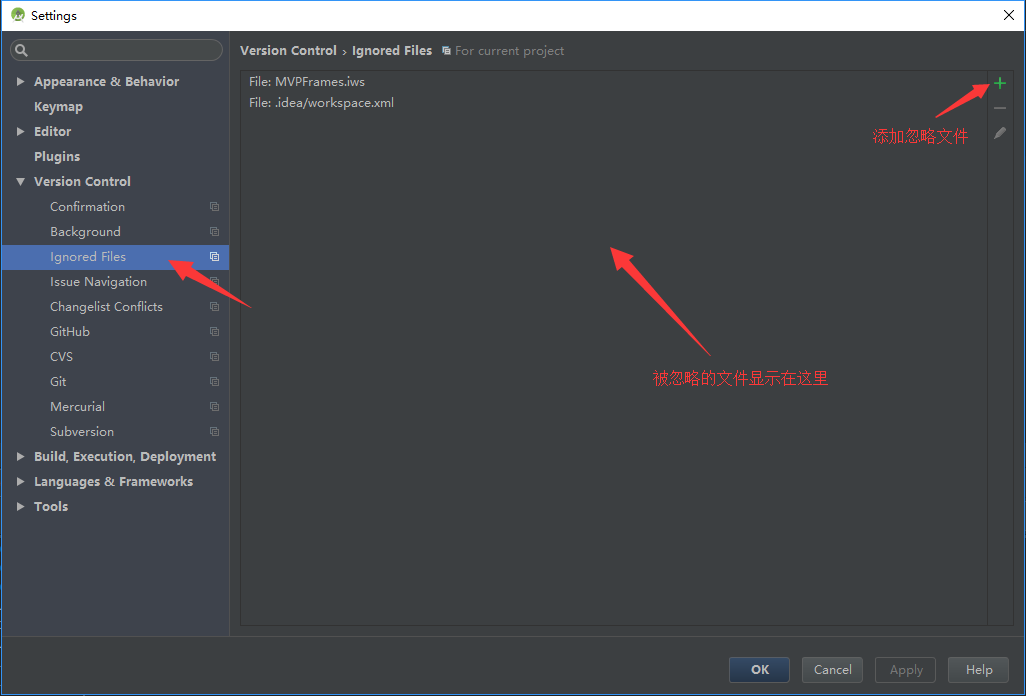 Settings
Version Control › Ignored Files For current project
Appearance & Behavior
Keymap
Editor
Plugins
Version Control
Confirmation
Background
Ignored Files
Issue Navigation
Changelist Conflicts
GitHub
CVS
Git
Mercurial
Subversion
Build, Execution, Deployment
Languages & Frameworks
Tools
File: MVPFrames.iws
File: .idea/workspace.xml
添加忽略文件
被忽略的文件显示在这里
OK
Cancel
Apply
Help